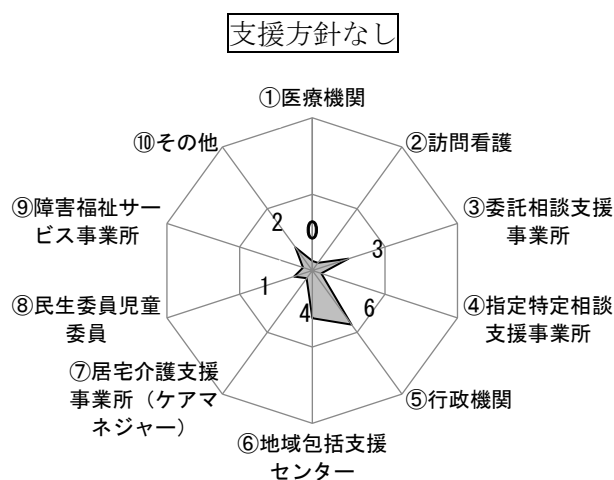 支援方針なし
①医療機関
②訪問看護
③委託相談支援
事業所
④指定特定相談
支援事業所
⑤行政機関
⑥地域包括支援
センター
⑦居宅介護支援
事業所（ケアマ
ネジャー）
⑧民生委員児童
委員
⑨障害福祉サー
ビス事業所
⑩その他
0
3
6
4
1
2